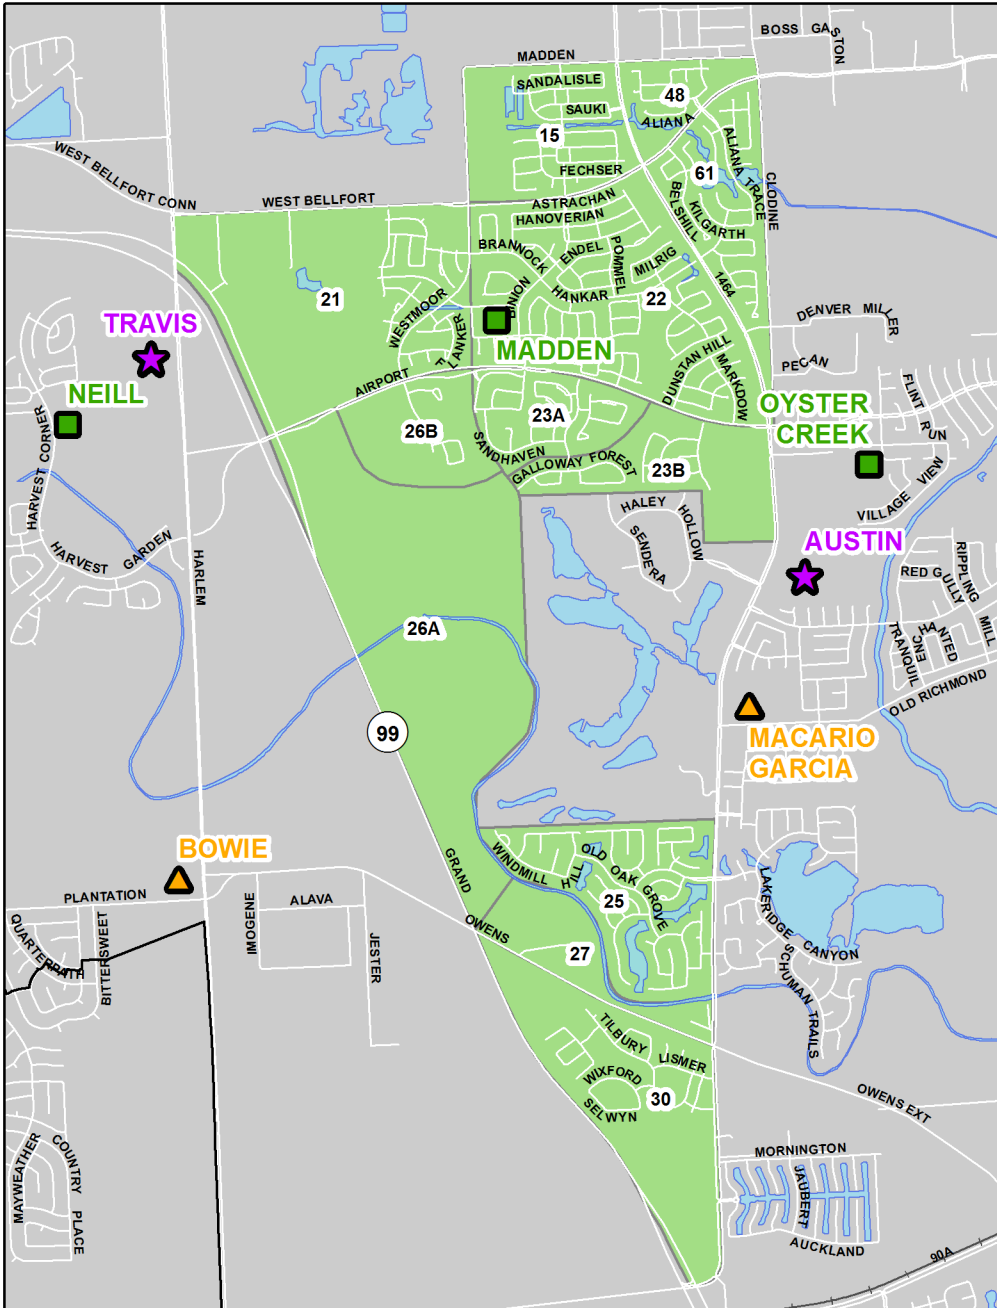 BOSS GASTON
MADDEN
SANDALISLE
48
SAUKI
ALIANA
15
ALIANA TRACE
WEST BELLFORT CONN
FECHSER
61
CLODINE
WEST BELLFORT
ASTRACHAN
HANOVERIAN
BELSHILL
KILGARTH
BRANNOCK
ENDEL
POMMEL
MILRIG
1464
21
BINION
HANKAR
22
WESTMOOR
FLANKER
DENVER MILLER
TRAVIS
MADDEN
DUNSTAN HILL
MARKDOW
PECAN
NEILL
AIRPORT
FLINT RUN
OYSTER
CREEK
23A
26B
SANDHAVEN
GALLOWAY FOREST
23B
HARVEST CORNER
VILLAGE VIEW
HALEY
HOLLOW
SENDERA
HARVEST GARDEN
HARLEM
AUSTIN
RED GULLY
RIPPLING
MILL
26A
TRANQUIL
ENCHANTED
OLD RICHMOND
99
MACARIO
GARCIA
BOWIE
GRAND
WINDMILL HILL
OLD OAK GROVE
PLANTATION
IMOGENE
ALAVA
25
LAKERIDGE CANYON
QUARTERPATH
BITTERSWEET
OWENS
JESTER
27
SCHUMAN TRAILS
TILBURY
LISMER
WIXFORD
30
SELWYN
OWENS EXT
MAYWEATHER
COUNTRY PLACE
MORNINGTON
JAUBERT
AUCKLAND
90A